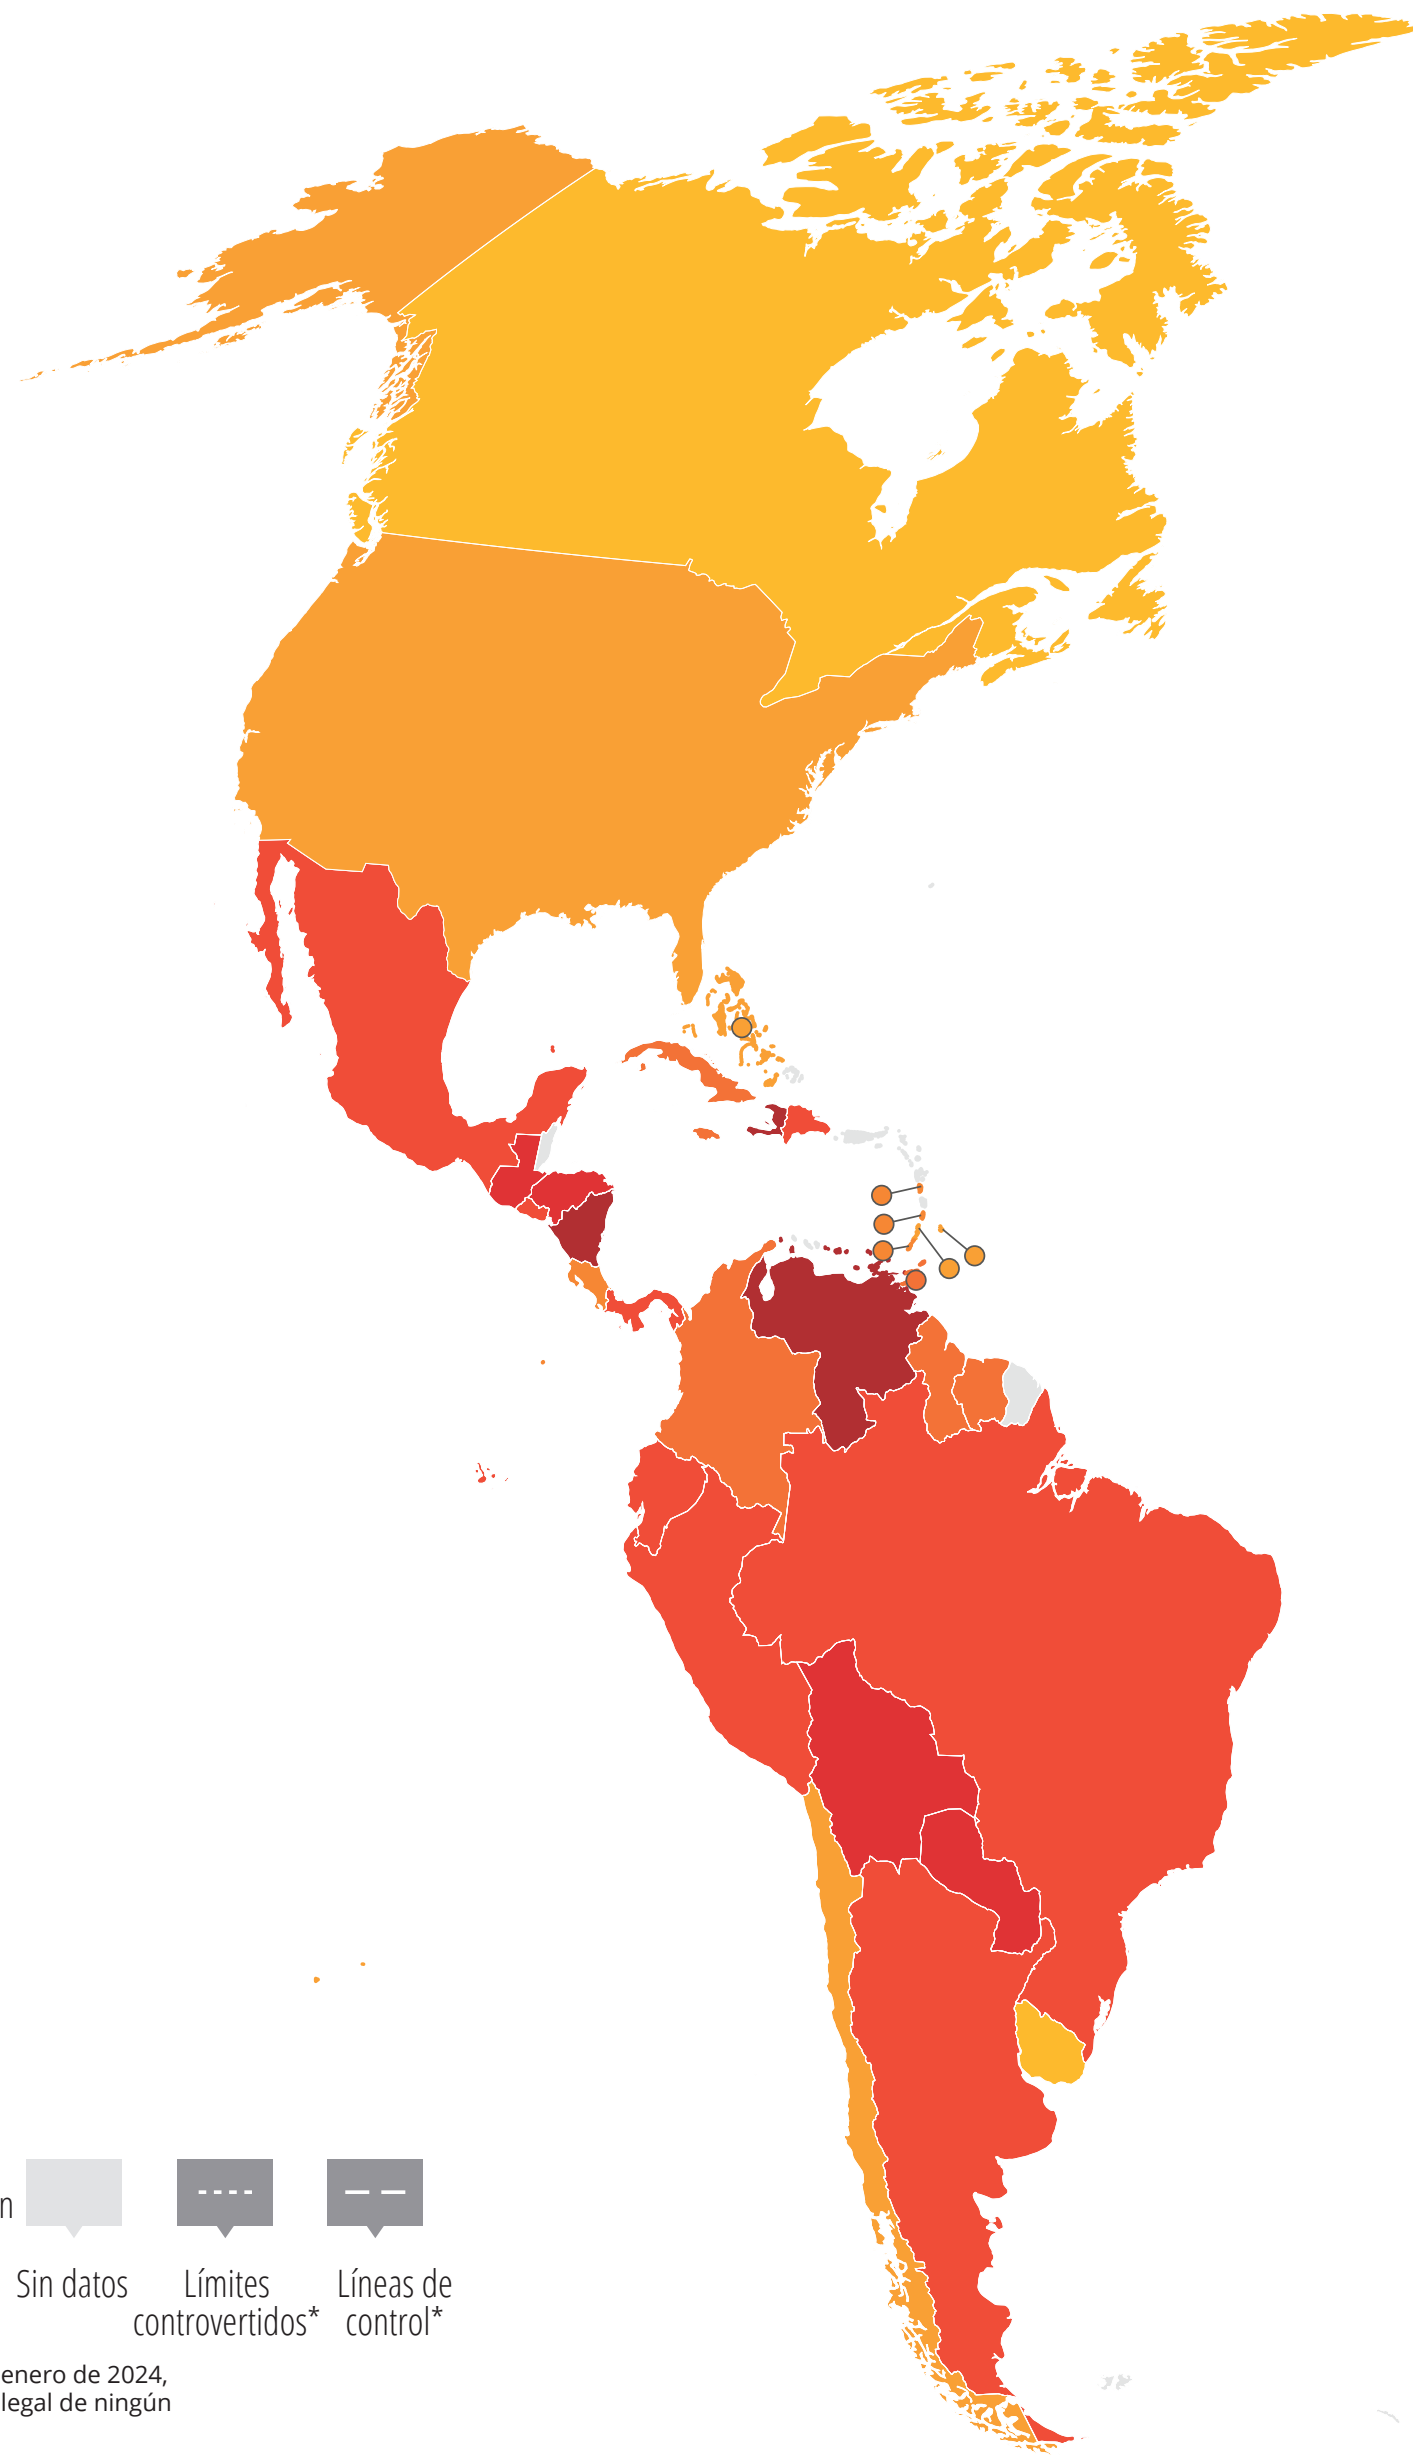 n
Sin datos
Límites
controvertidos*
Líneas de
control*
enero de 2024,
legal de ningún